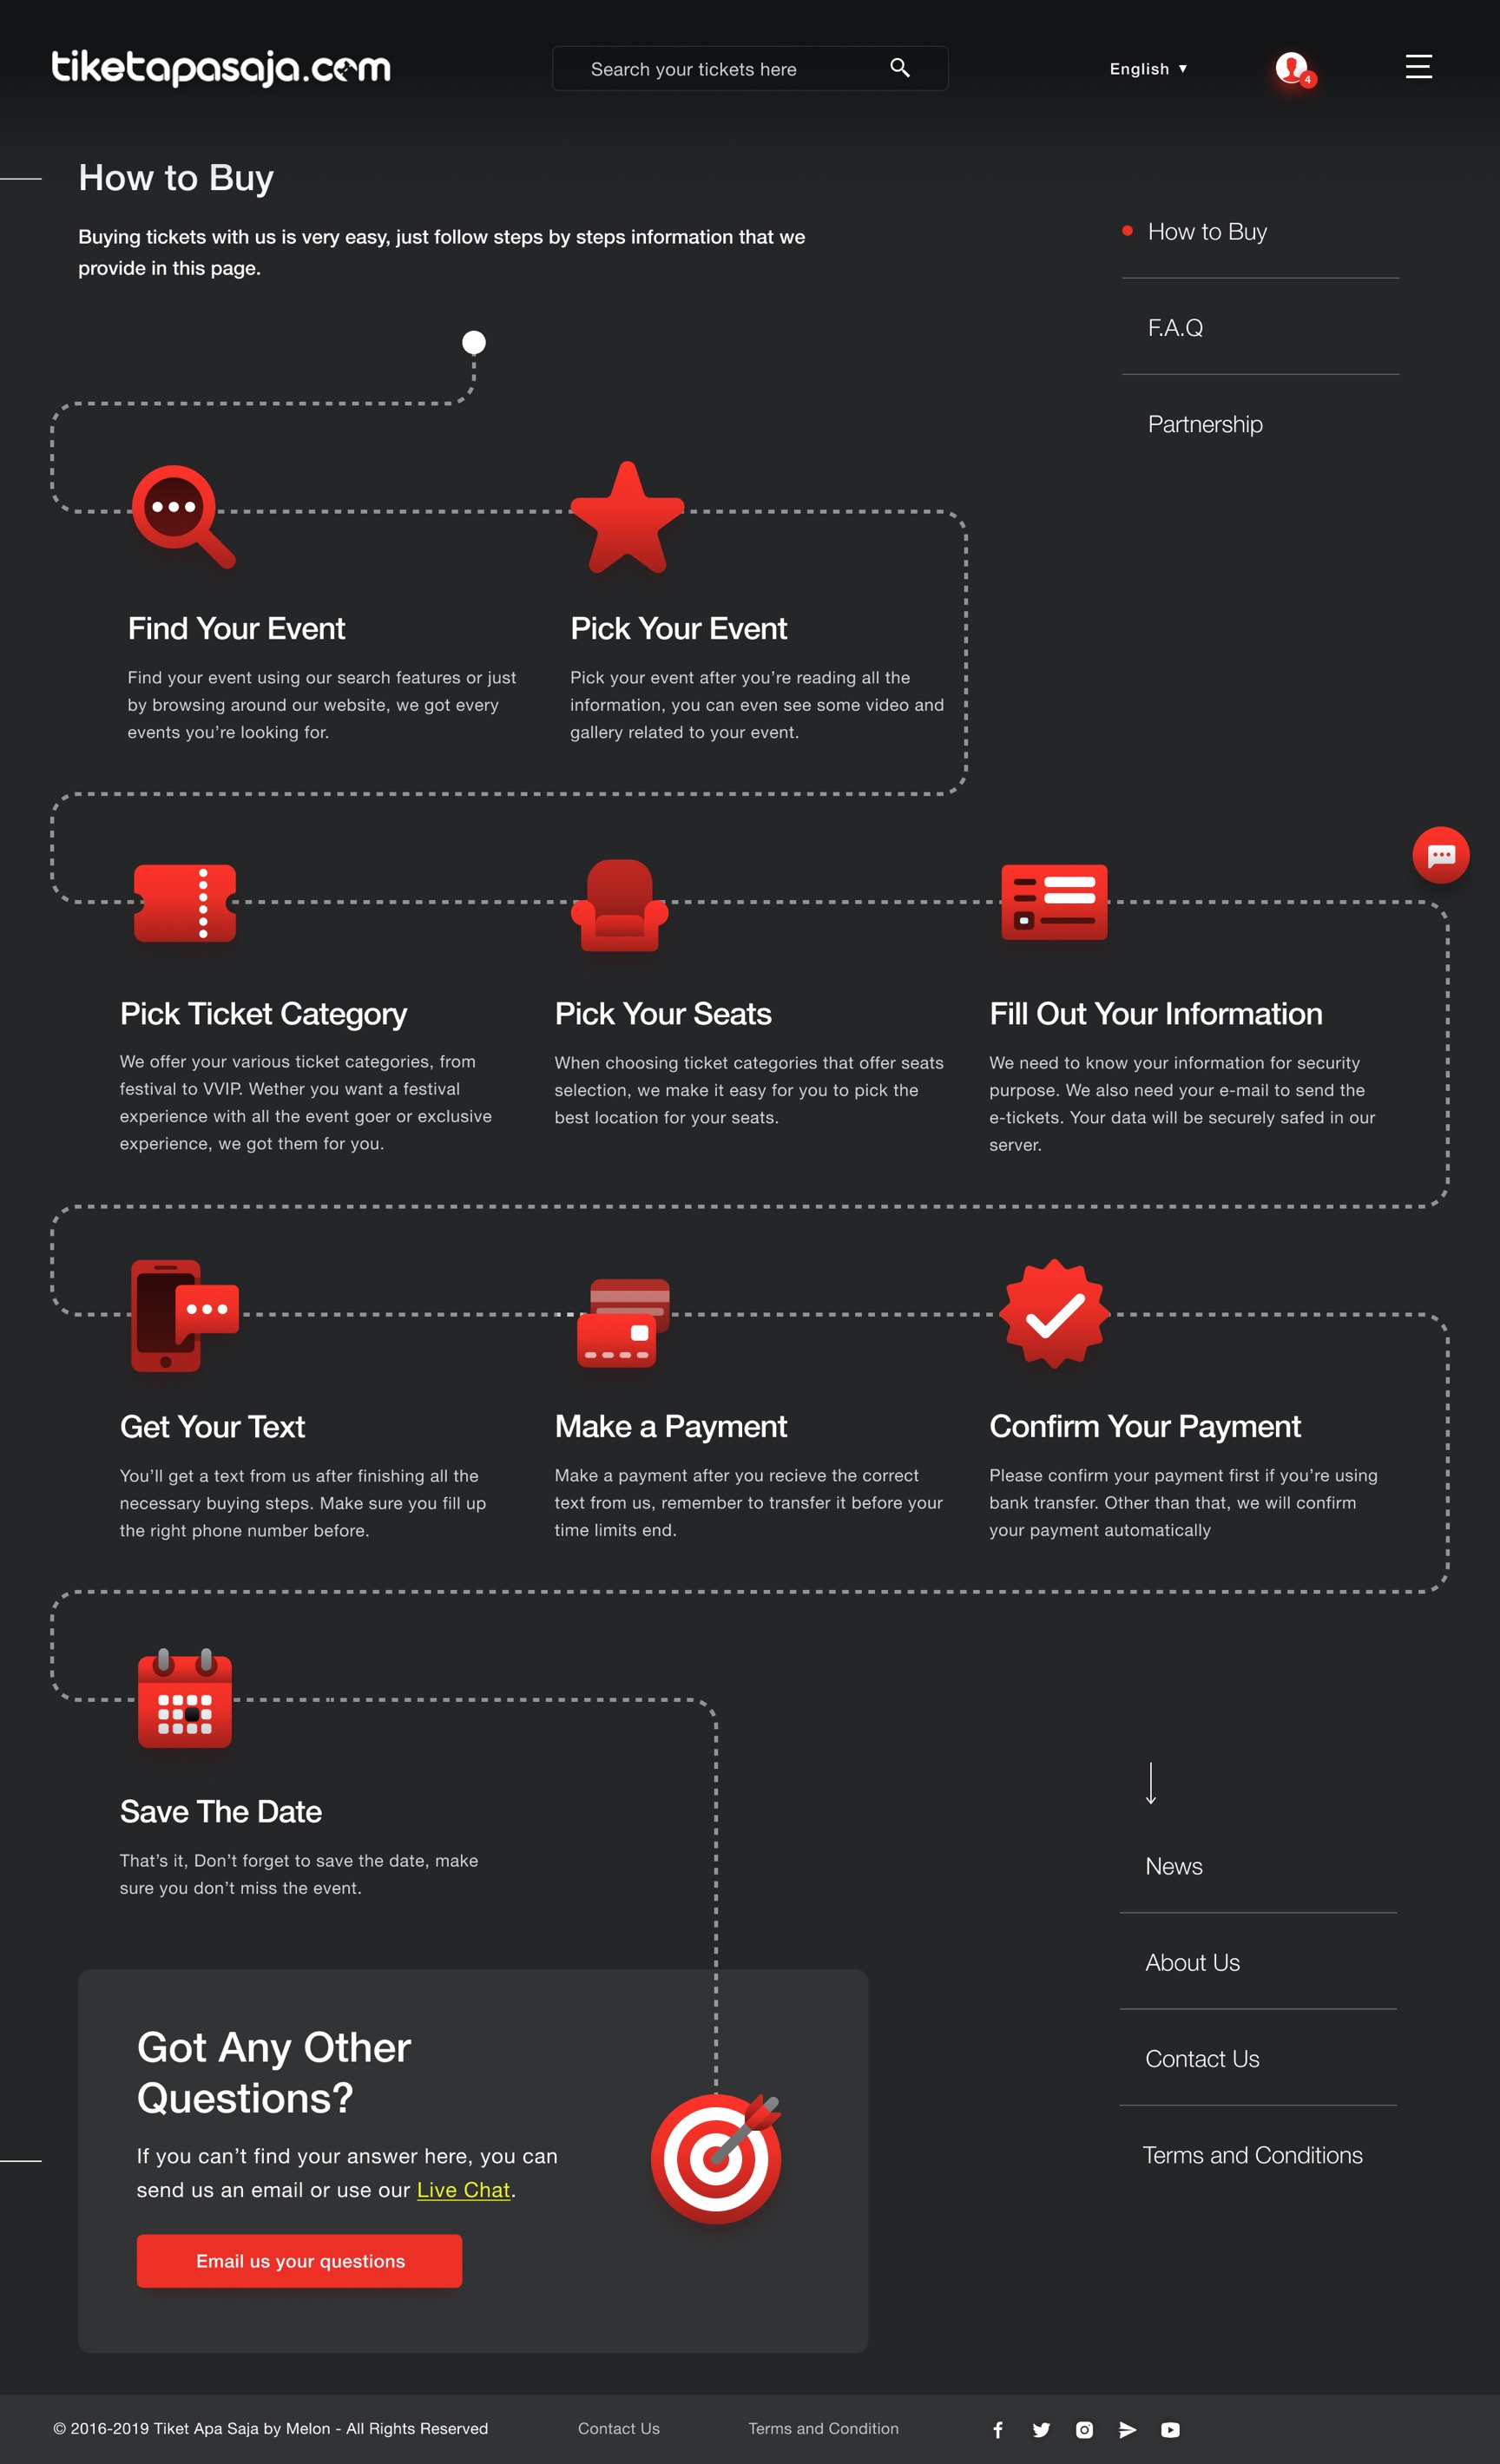 tiketapasaja.com
Search your tickets here
English ▼
4
How to Buy
Buying tickets with us is very easy, just follow steps by steps information that we
provide in this page.
How to Buy
F.A.Q
Partnership
Find Your Event
Find your event using our search features or just
by browsing around our website, we got every
events you’re looking for.
Pick Your Event
Pick your event after you’re reading all the
information, you can even see some video and
gallery related to your event.
Pick Ticket Category
We offer your various ticket categories, from
festival to VVIP. Wether you want a festival
experience with all the event goer or exclusive
experience, we got them for you.
Pick Your Seats
When choosing ticket categories that offer seats
selection, we make it easy for you to pick the
best location for your seats.
Fill Out Your Information
We need to know your information for security
purpose. We also need your e-mail to send the
e-tickets. Your data will be securely safed in our
server.
Get Your Text
You’ll get a text from us after finishing all the
necessary buying steps. Make sure you fill up
the right phone number before.
Make a Payment
Make a payment after you recieve the correct
text from us, remember to transfer it before your
time limits end.
Confirm Your Payment
Please confirm your payment first if you’re using
bank transfer. Other than that, we will confirm
your payment automatically
Save The Date
That’s it, Don’t forget to save the date, make
sure you don’t miss the event.
News
About Us
Contact Us
Terms and Conditions
Got Any Other
Questions?
If you can’t find your answer here, you can
send us an email or use our Live Chat.
Email us your questions
© 2016-2019 Tiket Apa Saja by Melon - All Rights Reserved
Contact Us
Terms and Condition